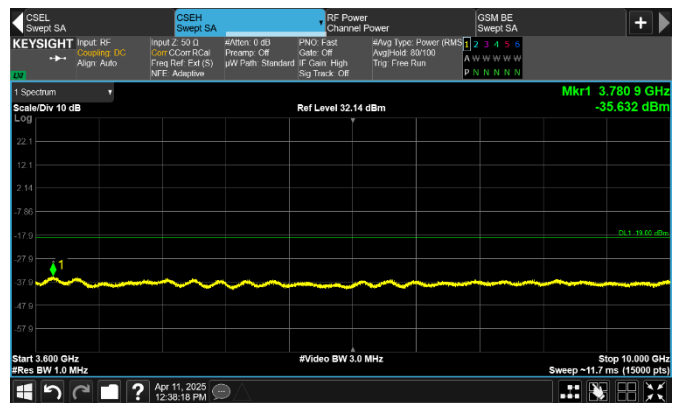 CSEL
Swept SA
CSEH
Swept SA
RF Power
Channel Power
GSM BE
Swept SA
KEYSIGHT
Input: RF
Coupling: DC
Align: Auto
LXI
Input Z: 50 Ω
Corr CCorr RCal
Freq Ref: Ext (S)
NFE: Adaptive
#Atten: 0 dB
Preamp: Off
µW Path: Standard
PNO: Fast
Gate: Off
IF Gain: High
Sig Track: Off
#Avg Type: Power (RMS)
Avg|Hold: 80/100
Trig: Free Run
1 2 3 4 5 6
A W W W W W
P N N N N N
1 Spectrum
Scale/Div 10 dB
Log
Ref Level 32.14 dBm
Mkr1 3.780 9 GHz
-35.632 dBm
22.1
12.1
2.14
-7.86
-17.9
DL1 -19.00 dBm
-27.9
1
-37.9
-47.9
-57.9
Start 3.600 GHz
#Video BW 3.0 MHz
Stop 10.000 GHz
#Res BW 1.0 MHz
Sweep ~11.7 ms (15000 pts)
?
Apr 11, 2025
12:38:18 PM